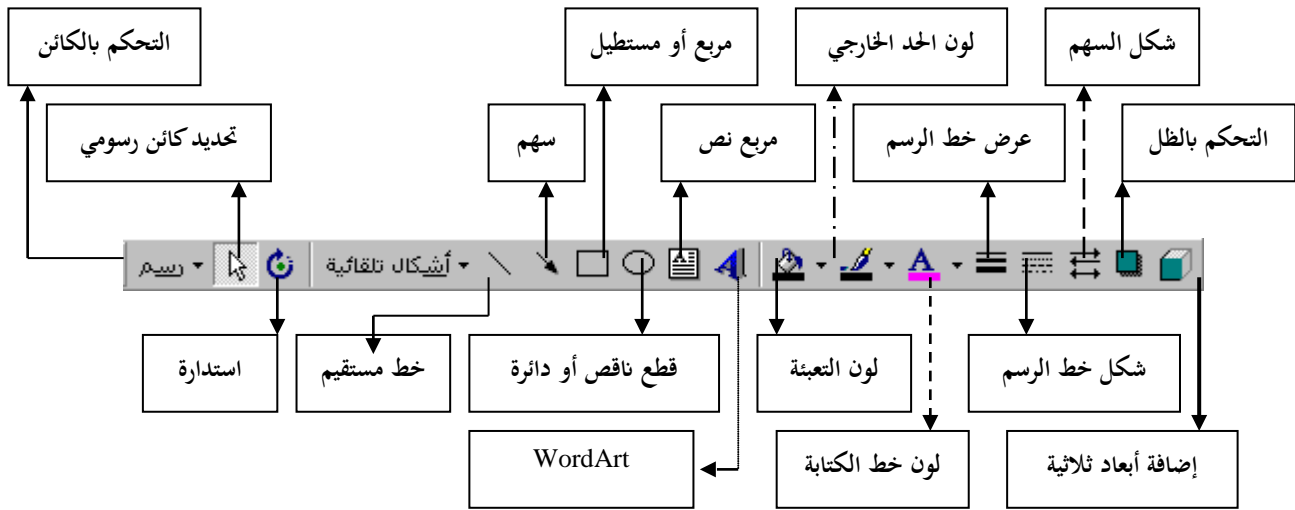 التحكم بالكائن
مربع أو مستطيل
لون الحد الخارجي
شكل السهم
تحديد كائن رسومي
سهم
مربع نص
عرض خط الرسم
التحكم بالظل
رسم
أشكال تلقائية
استدارة
خط مستقيم
قطع ناقص أو دائرة
لون التعبئة
شكل خط الرسم
WordArt
لون خط الكتابة
إضافة أبعاد ثلاثية